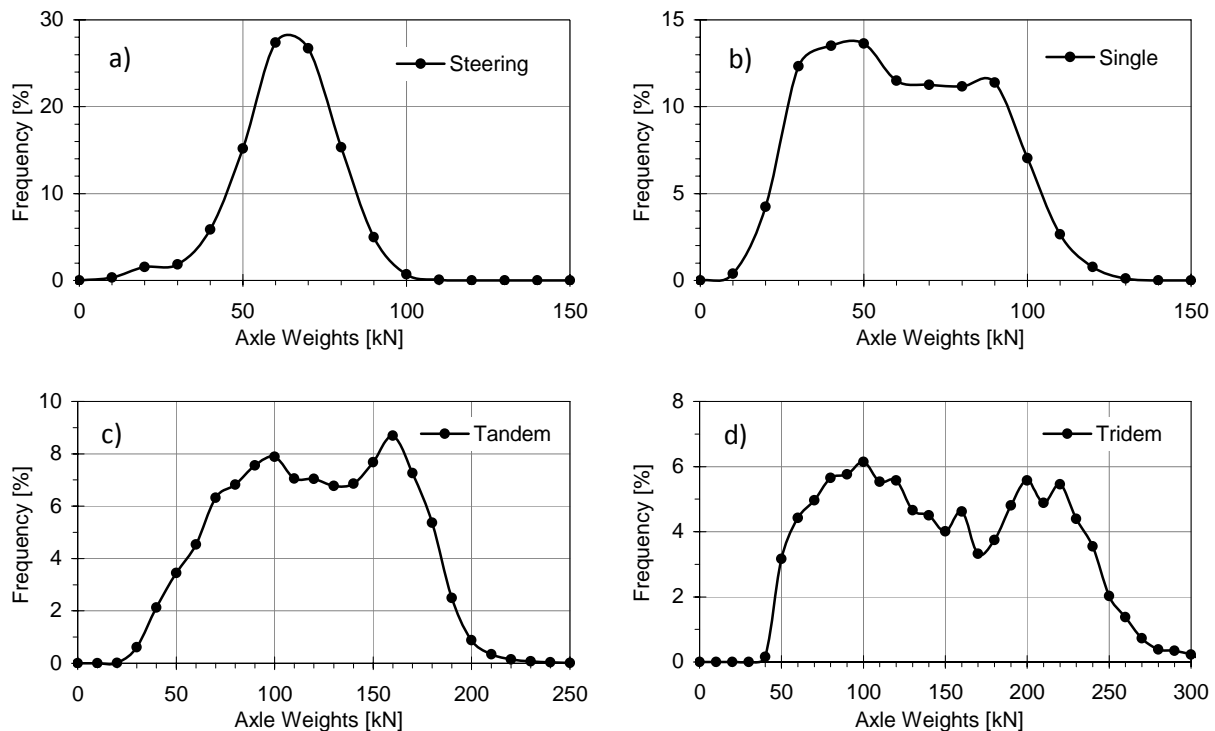 a)
Steering
Frequency [%]
30
20
10
0
0 50 100 150
Axle Weights [kN]
b)
Single
Frequency [%]
15
10
5
0
0 50 100 150
Axle Weights [kN]
c)
Tandem
Frequency [%]
10
8
6
4
2
0
0 50 100 150 200 250
Axle Weights [kN]
d)
Tridem
Frequency [%]
8
6
4
2
0
0 50 100 150 200 250 300
Axle Weights [kN]